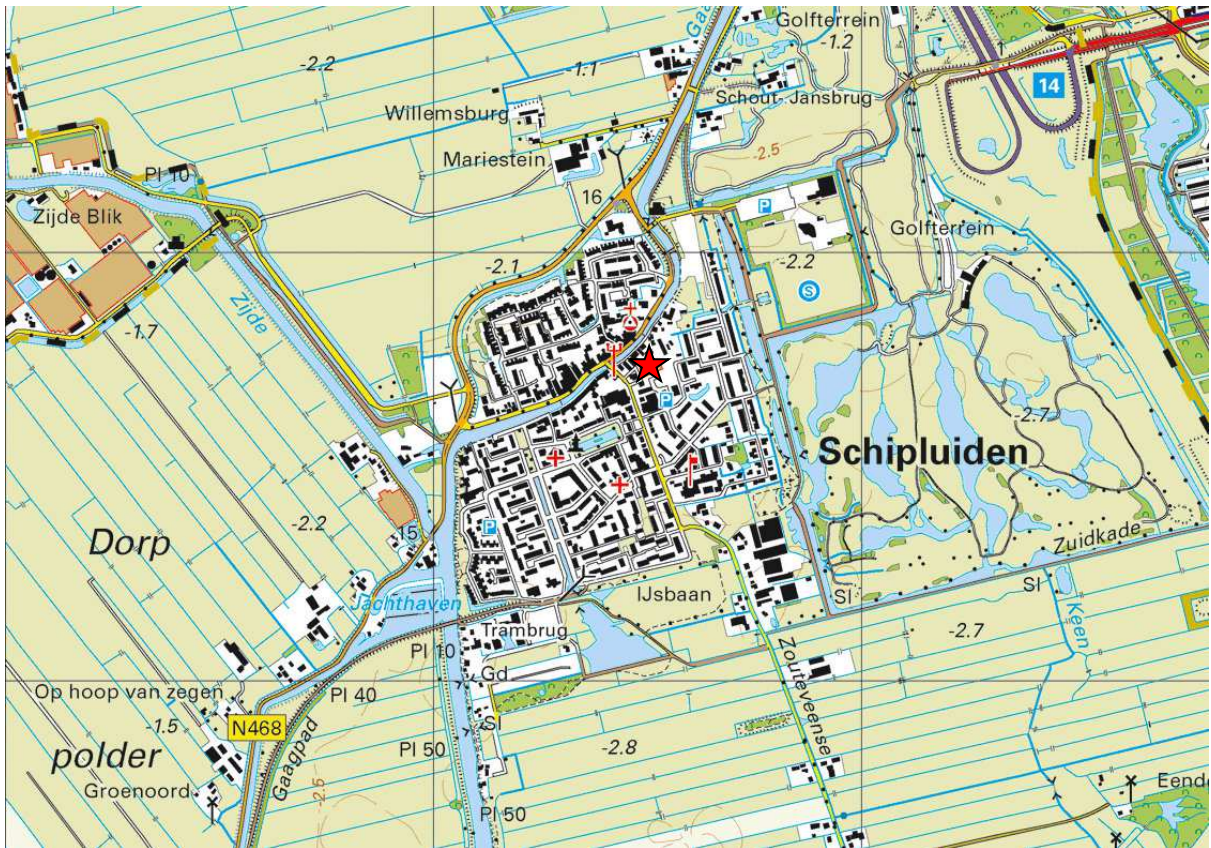 Golfterrein
-1.2
Gaa
-2.2
-1.1
14
Willemsburg
Schout-Jansbrug
Mariestein
-2.5
Pl 10
16
P
Zijde Blik
Golfterrein
-2.1
-2.2
S
Zijde
-1.7
P
-2.7
Schipluiden
-2.2
Dorp
15
P
Zuidkade
Jachthaven
IJsbaan
Sl
Sl
Keen
Trambrug
-2.7
Pl 10
Gd
Zouteveense
Op hoop van zegen
Pl 40
-1.5
N468
Sl
Pl 50
-2.8
polder
Gaagpad
-2.5
Groenoord
Pl 50
Eende